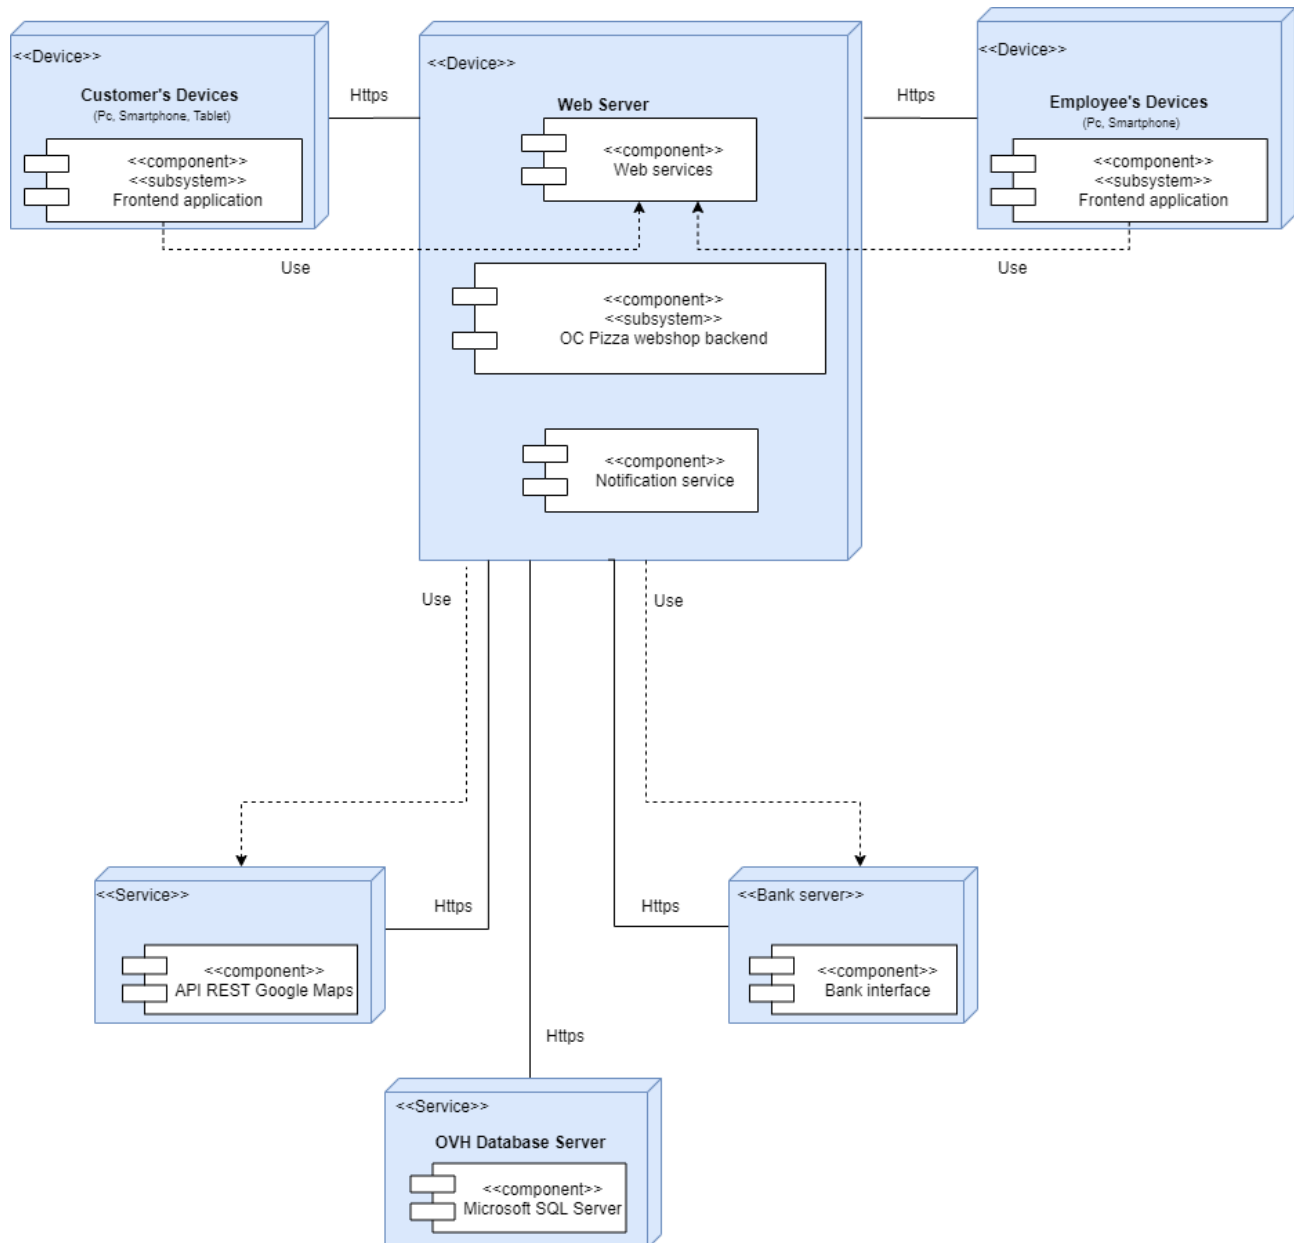 <<Device>>
Customer's Devices
(Pc, Smartphone, Tablet)
<<component>>
<<subsystem>>
Frontend application
Https
<<Device>>
Web Server
<<component>>
Web services
Https
<<Device>>
Employee's Devices
(Pc, Smartphone)
<<component>>
<<subsystem>>
Frontend application
Use
Use
<<component>>
<<subsystem>>
OC Pizza webshop backend
<<component>>
Notification service
Use
Use
<<Service>>
<<component>>
API REST Google Maps
Https
Https
<<Bank server>>
<<component>>
Bank interface
Https
<<Service>>
OVH Database Server
<<component>>
Microsoft SQL Server